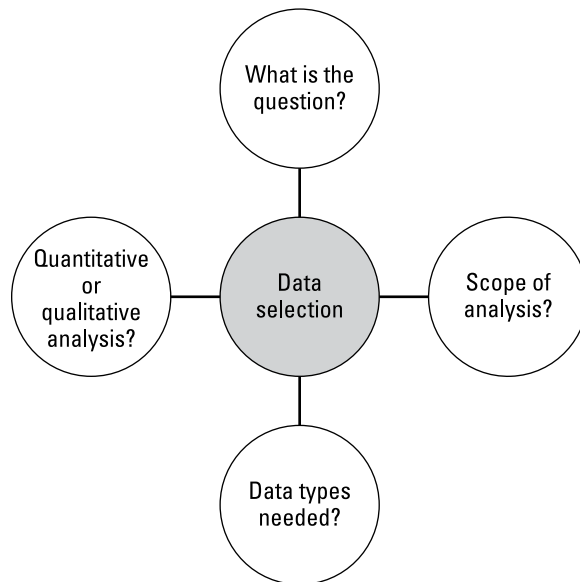 What is the
question?
Quantitative
or
qualitative
analysis?
Data
selection
Scope of
analysis?
Data types
needed?